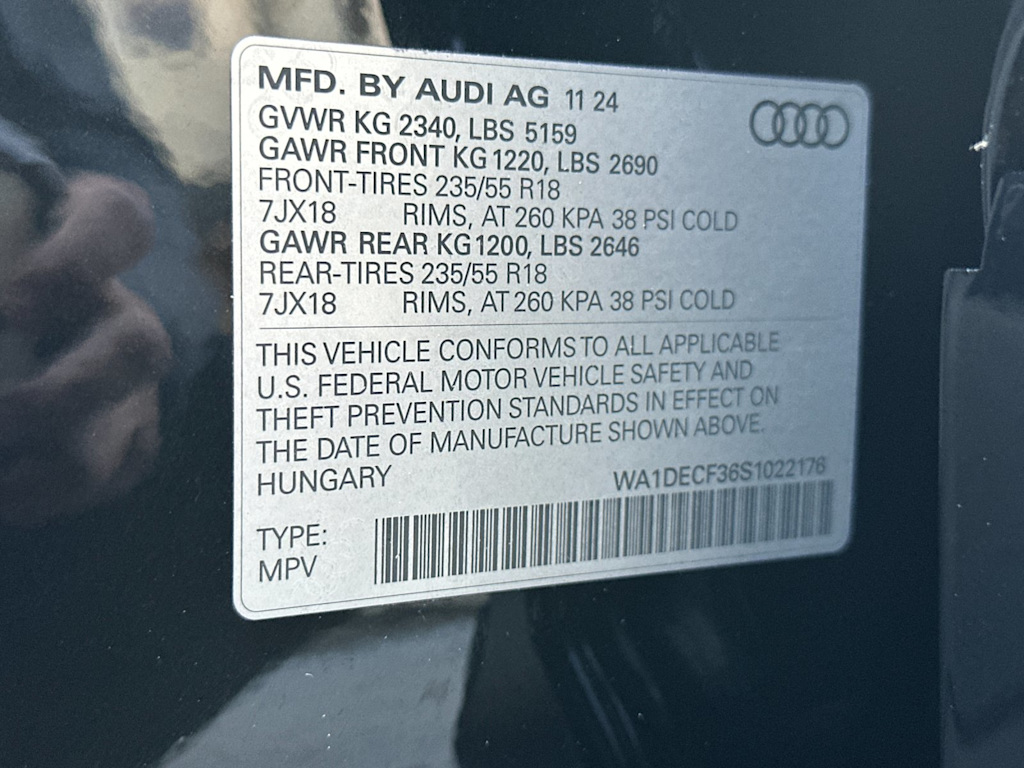 MFD. BY AUDI AG 11 24
GVWR KG 2340, LBS 5159
GAWR FRONT KG 1220, LBS 2690
FRONT-TIRES 235/55 R18
7JX18 RIMS, AT 260 KPA 38 PSI COLD
GAWR REAR KG 1200, LBS 2646
REAR-TIRES 235/55 R18
7JX18 RIMS, AT 260 KPA 38 PSI COLD
THIS VEHICLE CONFORMS TO ALL APPLICABLE
U.S. FEDERAL MOTOR VEHICLE SAFETY AND
THEFT PREVENTION STANDARDS IN EFFECT ON
THE DATE OF MANUFACTURE SHOWN ABOVE.
HUNGARY WA1DECF36S1022176
TYPE:
MPV